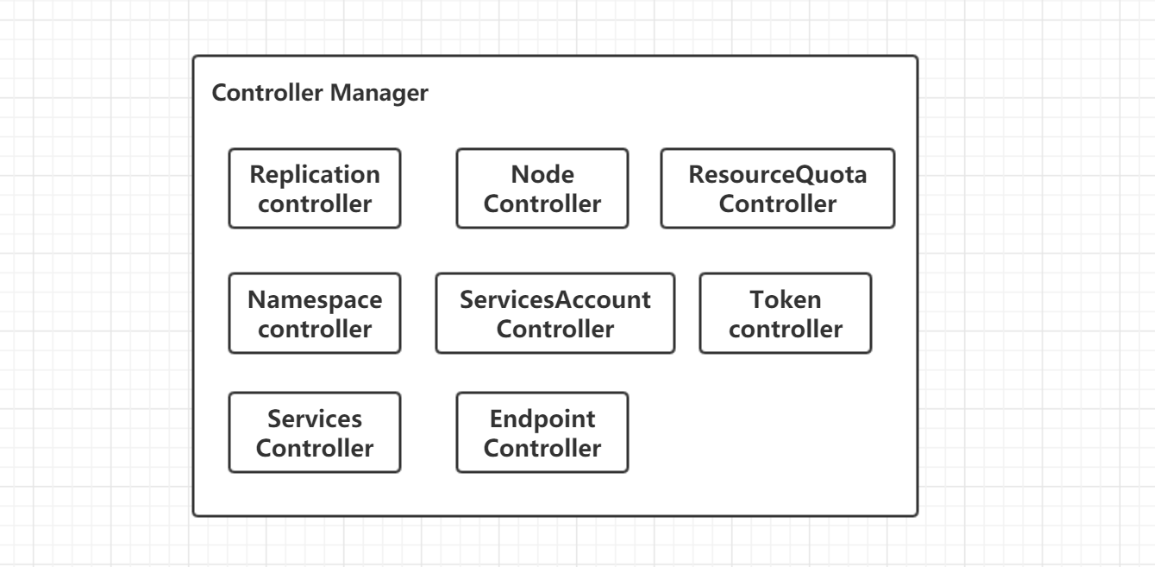 Controller Manager
Replication
controller
Node
Controller
ResourceQuota
Controller
Namespace
controller
ServicesAccount
Controller
Token
controller
Services
Controller
Endpoint
Controller